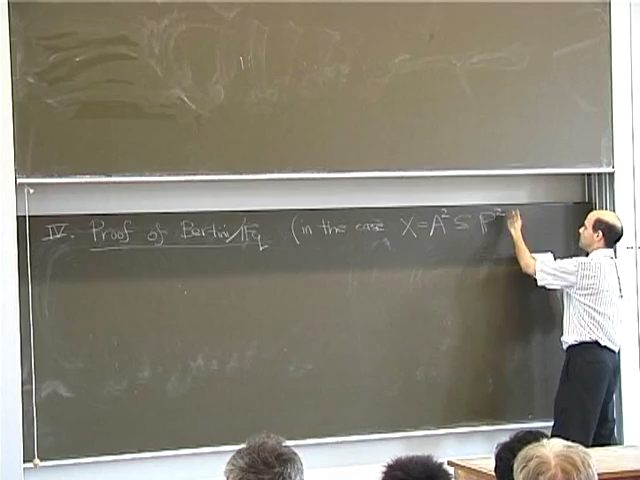 IV. Proof of Bertini/𝔽_q (in the case X = 𝔸² ⊆ ℙ²